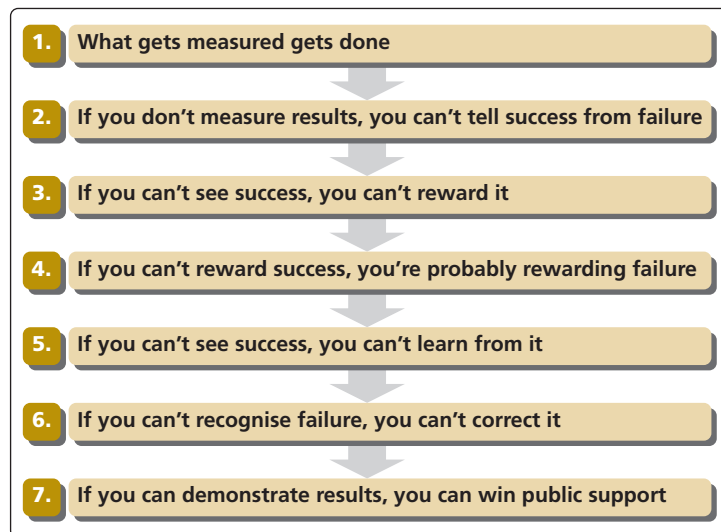 1. What gets measured gets done
2. If you don't measure results, you can't tell success from failure
3. If you can't see success, you can't reward it
4. If you can't reward success, you're probably rewarding failure
5. If you can't see success, you can't learn from it
6. If you can't recognise failure, you can't correct it
7. If you can demonstrate results, you can win public support